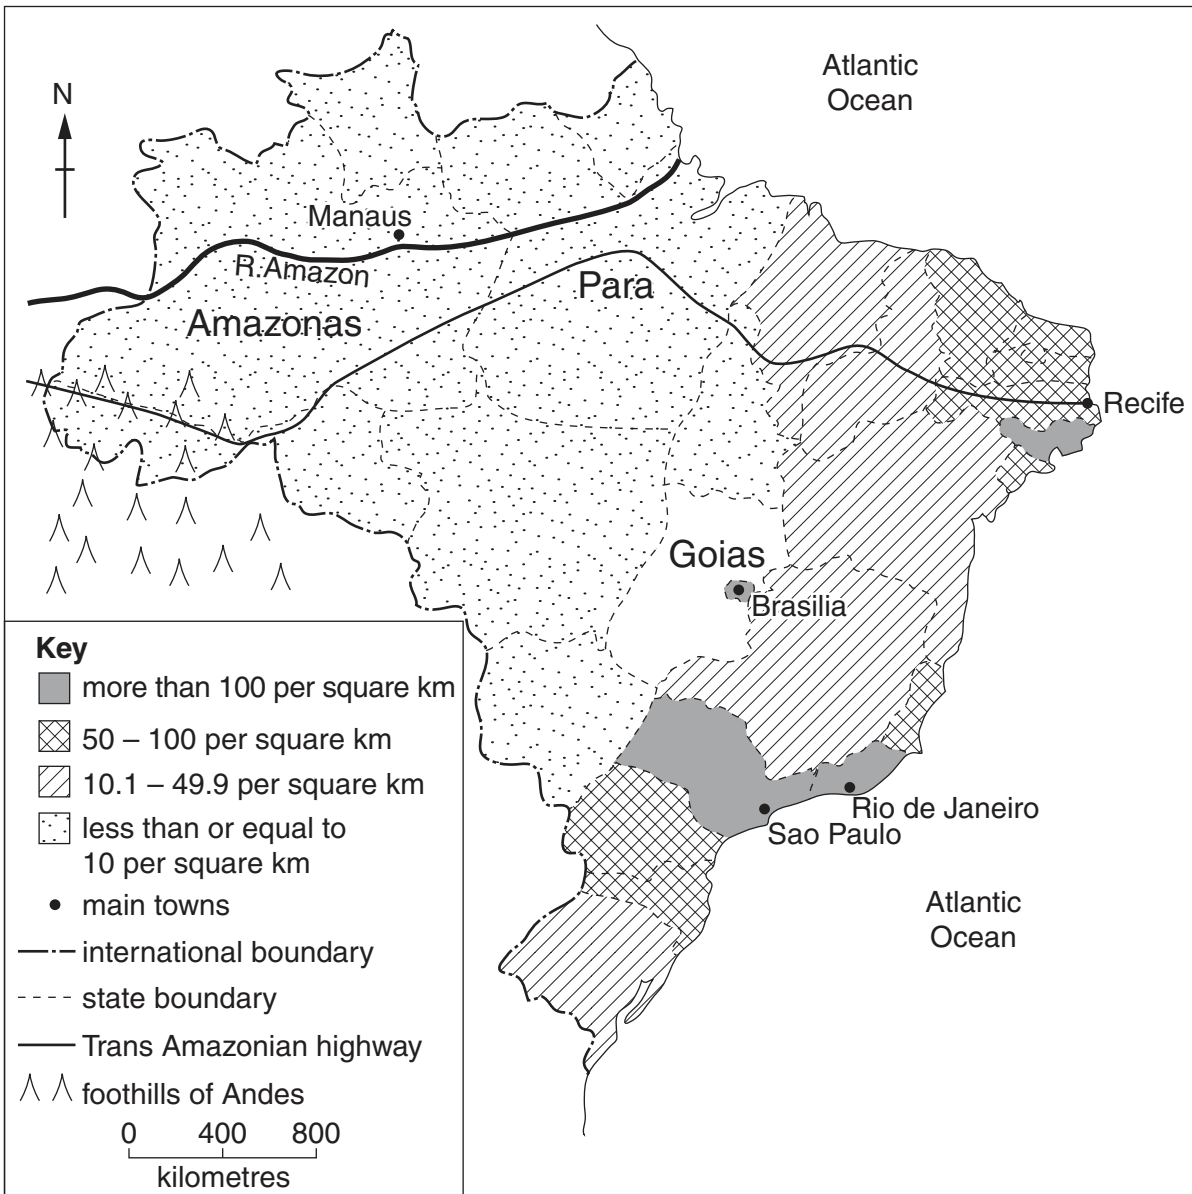 Atlantic
Ocean
N
Manaus
R.Amazon
Para
Amazonas
Recife
Goias
Brasilia
Key
more than 100 per square km
50 – 100 per square km
10.1 – 49.9 per square km
less than or equal to
10 per square km
main towns
international boundary
state boundary
Trans Amazonian highway
foothills of Andes
0 400 800
kilometres
Rio de Janeiro
Sao Paulo
Atlantic
Ocean